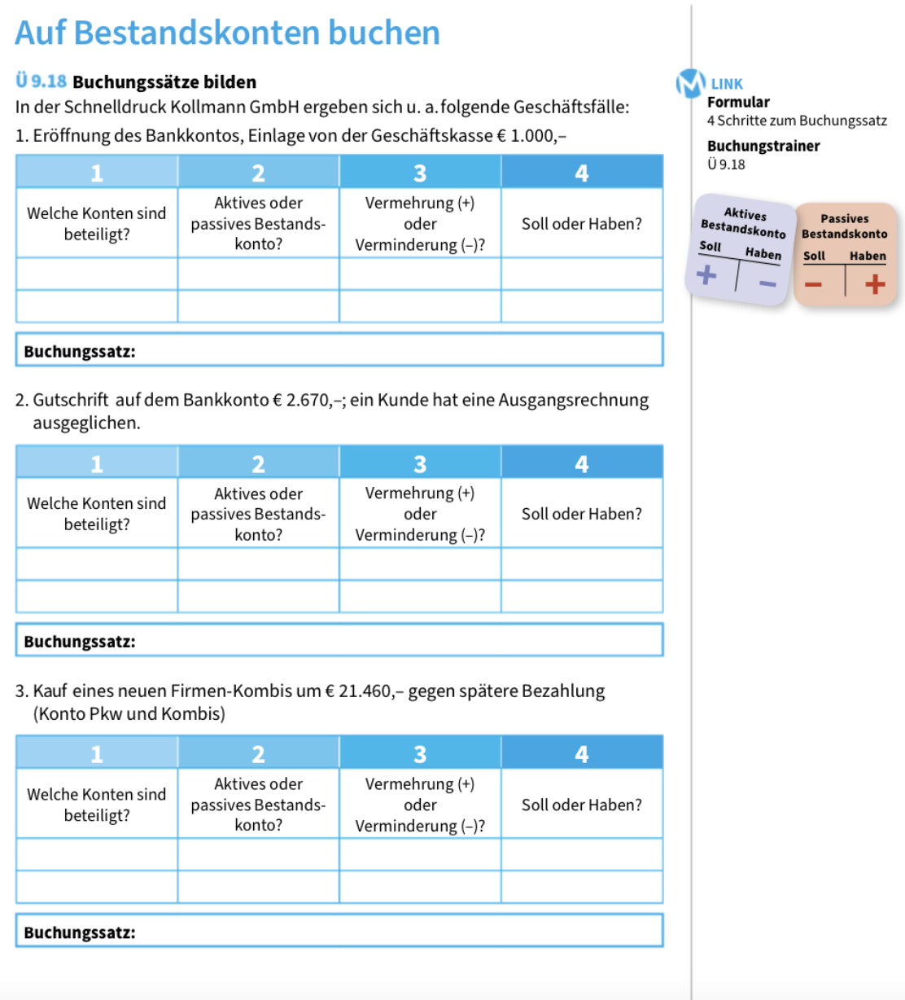 Auf Bestandskonten buchen
Ü 9.18 Buchungssätze bilden
In der Schnelldruck Kollmann GmbH ergeben sich u. a. folgende Geschäftsfälle:
1. Eröffnung des Bankkontos, Einlage von der Geschäftskasse € 1.000,–
1 2 3 4
Welche Konten sind
beteiligt?
Aktives oder
passives Bestands-
konto?
Vermehrung (+)
oder
Verminderung (–)?
Soll oder Haben?
Buchungssatz:
2. Gutschrift auf dem Bankkonto € 2.670,–; ein Kunde hat eine Ausgangsrechnung
ausgeglichen.
1 2 3 4
Welche Konten sind
beteiligt?
Aktives oder
passives Bestands-
konto?
Vermehrung (+)
oder
Verminderung (–)?
Soll oder Haben?
Buchungssatz:
3. Kauf eines neuen Firmen-Kombis um € 21.460,– gegen spätere Bezahlung
(Konto Pkw und Kombis)
1 2 3 4
Welche Konten sind
beteiligt?
Aktives oder
passives Bestands-
konto?
Vermehrung (+)
oder
Verminderung (–)?
Soll oder Haben?
Buchungssatz:
M LINK
Formular
4 Schritte zum Buchungssatz
Buchungstrainer
Ü 9.18
Aktives
Bestandskonto
Soll Haben
+ –
Passives
Bestandskonto
Soll Haben
– +